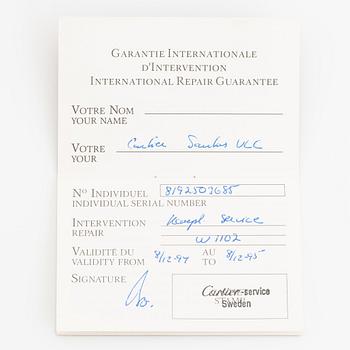 GARANTIE INTERNATIONALE
D'INTERVENTION
INTERNATIONAL REPAIR GUARANTEE
VOTRE NOM
YOUR NAME
VOTRE Cartier Santos VLC
YOUR
NO INDIVIDUEL 8192503685
INDIVIDUAL SERIAL NUMBER
INTERVENTION Kompl Service
REPAIR W1102
VALIDITÉ DU 8/12-94 AU 8/12-95
VALIDITY FROM TO
SIGNATURE
Cartier-service
STAMP
Sweden